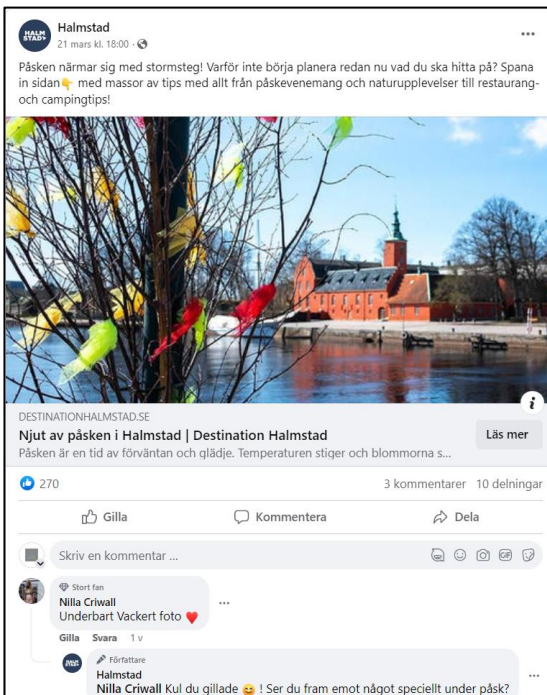 HALM
STAD>
Halmstad
21 mars kl. 18:00 ·
Påsken närmar sig med stormsteg! Varför inte börja planera redan nu vad du ska hitta på? Spana
in sidan👇 med massor av tips med allt från påskevenemang och naturupplevelser till restaurang-
och campingtips!
DESTINATIONHALMSTAD.SE
Njut av påsken i Halmstad | Destination Halmstad
Läs mer
Påsken är en tid av förväntan och glädje. Temperaturen stiger och blommorna s...
270
3 kommentarer 10 delningar
Gilla Kommentera Dela
Skriv en kommentar ...
GIF
Stort fan
Nilla Criwall
Underbart Vackert foto ❤️
Gilla Svara 1 v
HALM
STAD>
Författare
Halmstad
Nilla Criwall Kul du gillade 😄 ! Ser du fram emot något speciellt under påsk?